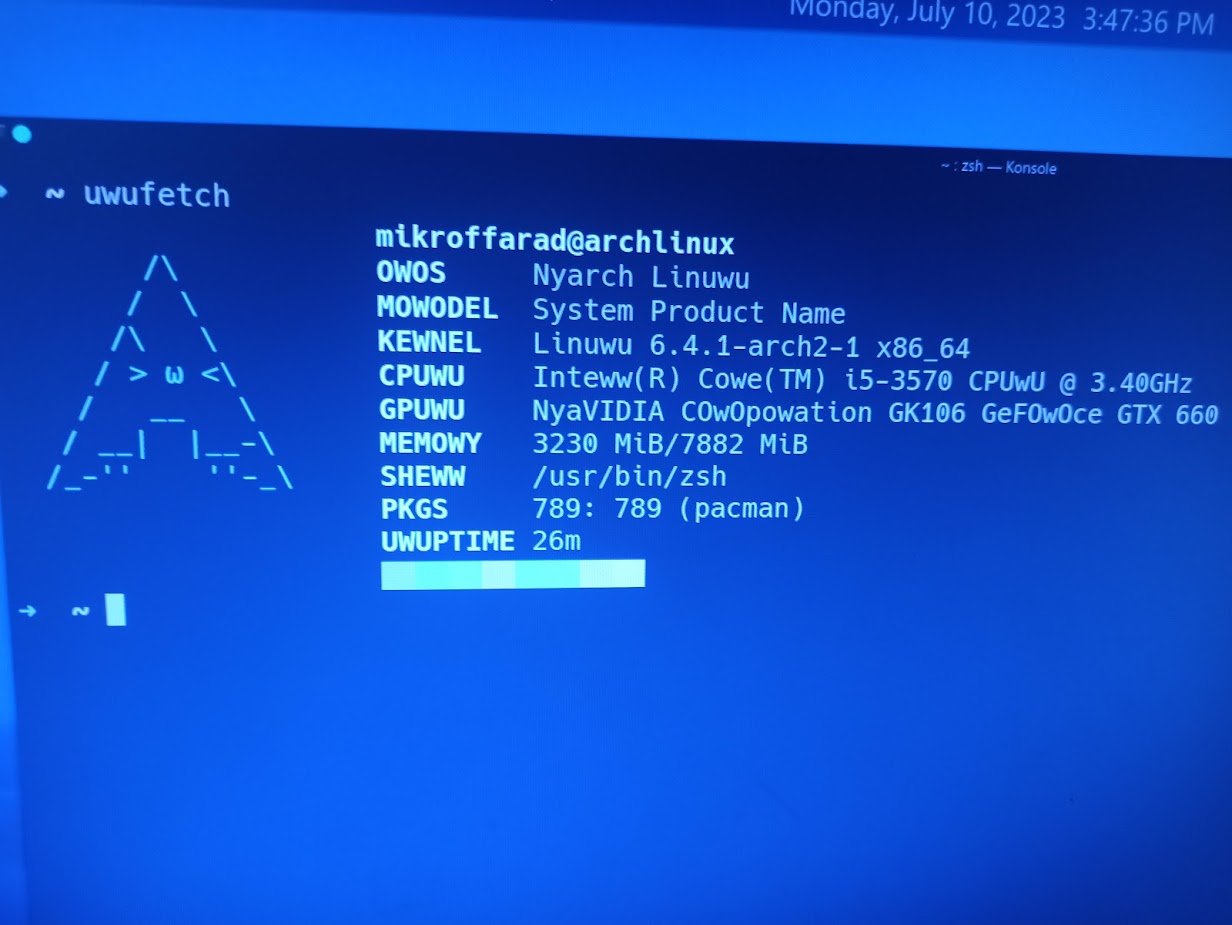 Monday, July 10, 2023 3:47:36 PM
~ : zsh — Konsole
~ uwufetch
mikroffarad@archlinux
OWOS Nyarch Linuwu
MOWODEL System Product Name
KEWNEL Linuwu 6.4.1-arch2-1 x86_64
CPUWU Inteww(R) Cowe(TM) i5-3570 CPUwU @ 3.40GHz
GPUWU NyaVIDIA COwOpowation GK106 GeFOwOce GTX 660
MEMOWY 3230 MiB/7882 MiB
SHEWW /usr/bin/zsh
PKGS 789: 789 (pacman)
UWUPTIME 26m
➜ ~